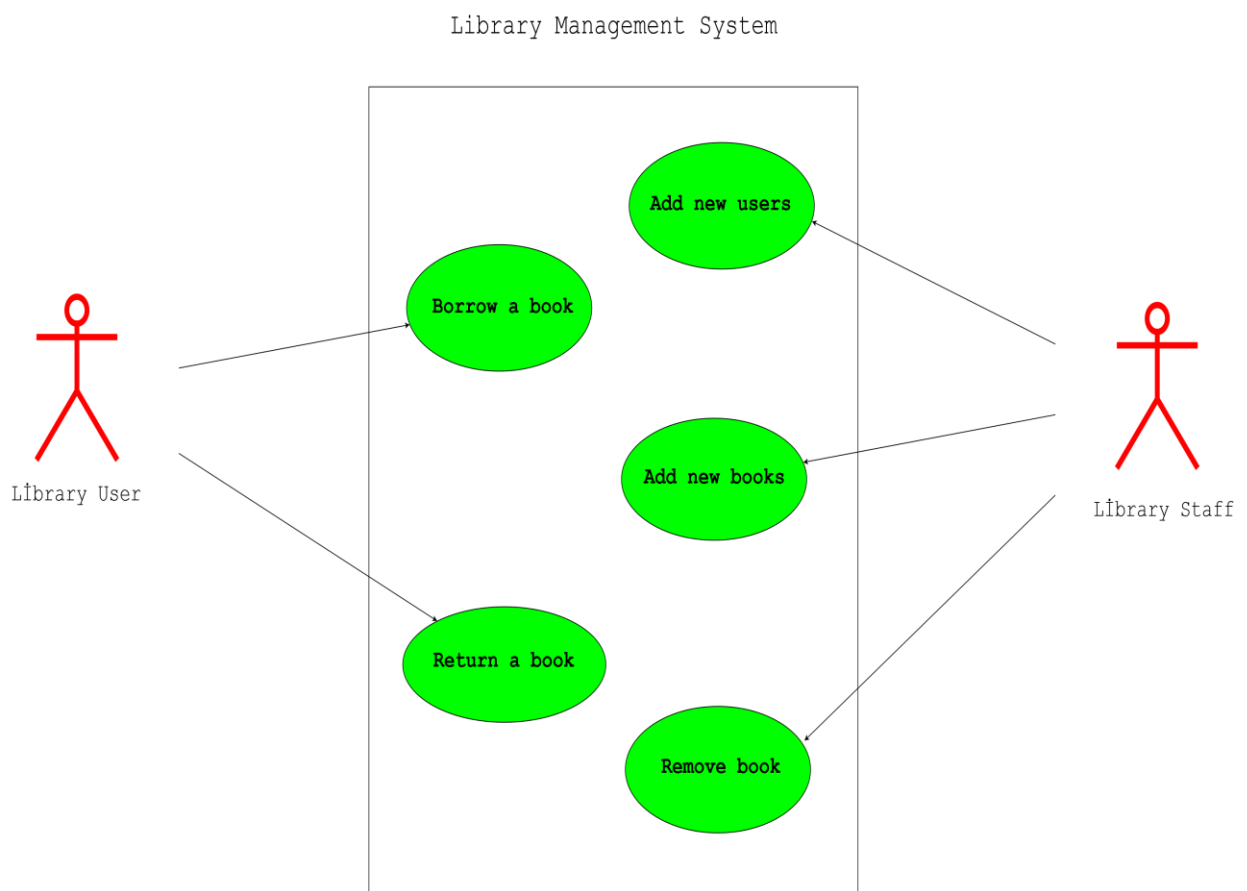 Library Management System
Add new users
Borrow a book
Lİbrary User
Add new books
Lİbrary Staff
Return a book
Remove book